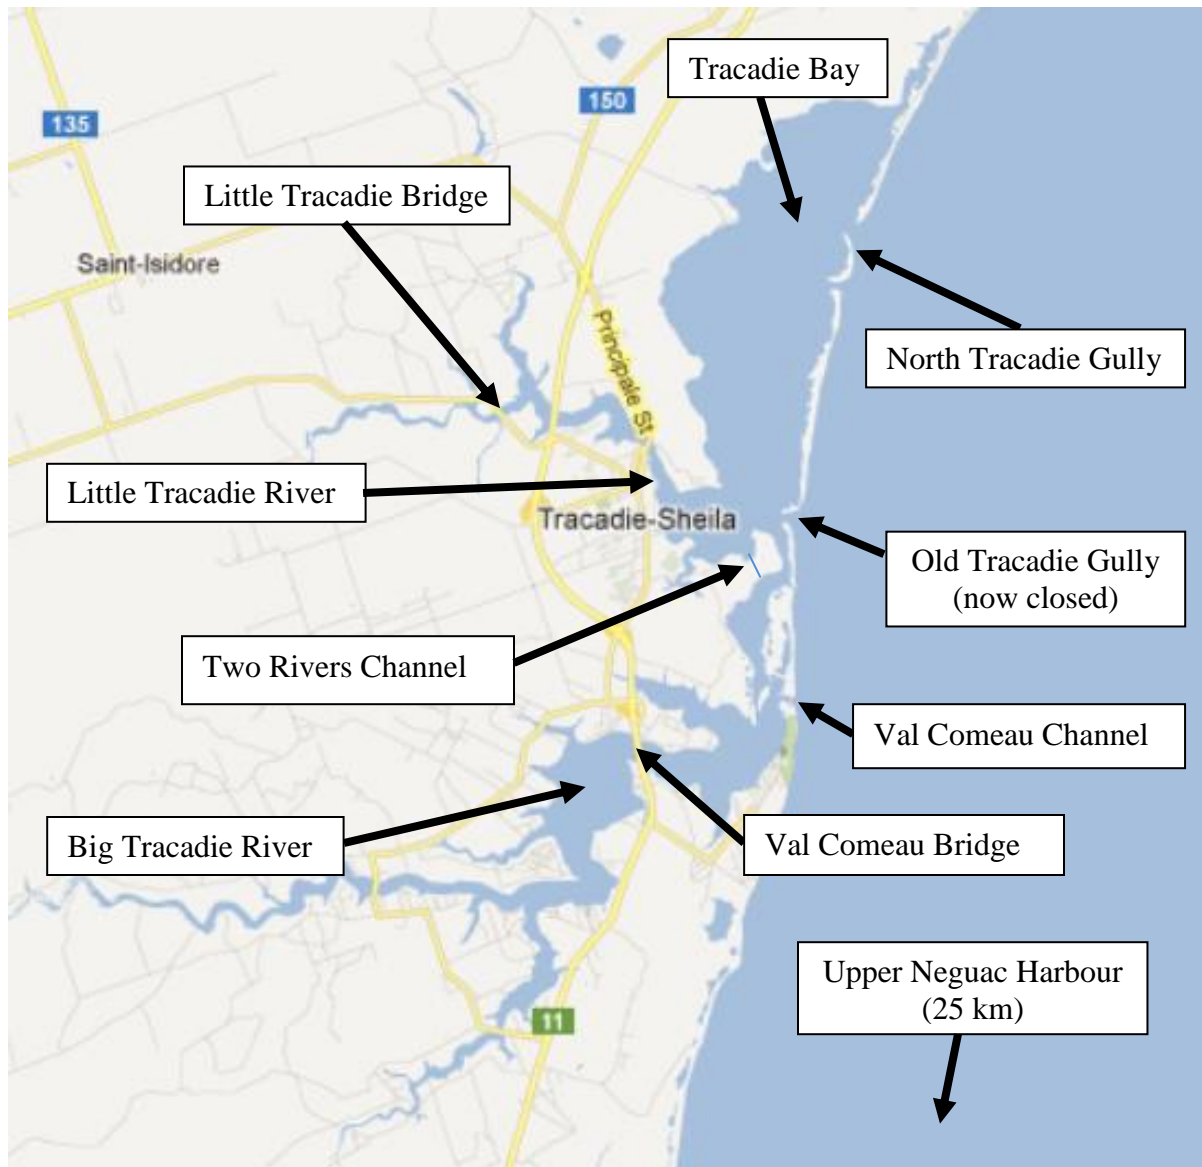 Tracadie Bay
150
135
Little Tracadie Bridge
Saint-Isidore
Principale St
North Tracadie Gully
Little Tracadie River
Tracadie-Sheila
Old Tracadie Gully
(now closed)
Two Rivers Channel
Val Comeau Channel
Big Tracadie River
Val Comeau Bridge
Upper Neguac Harbour
(25 km)
11